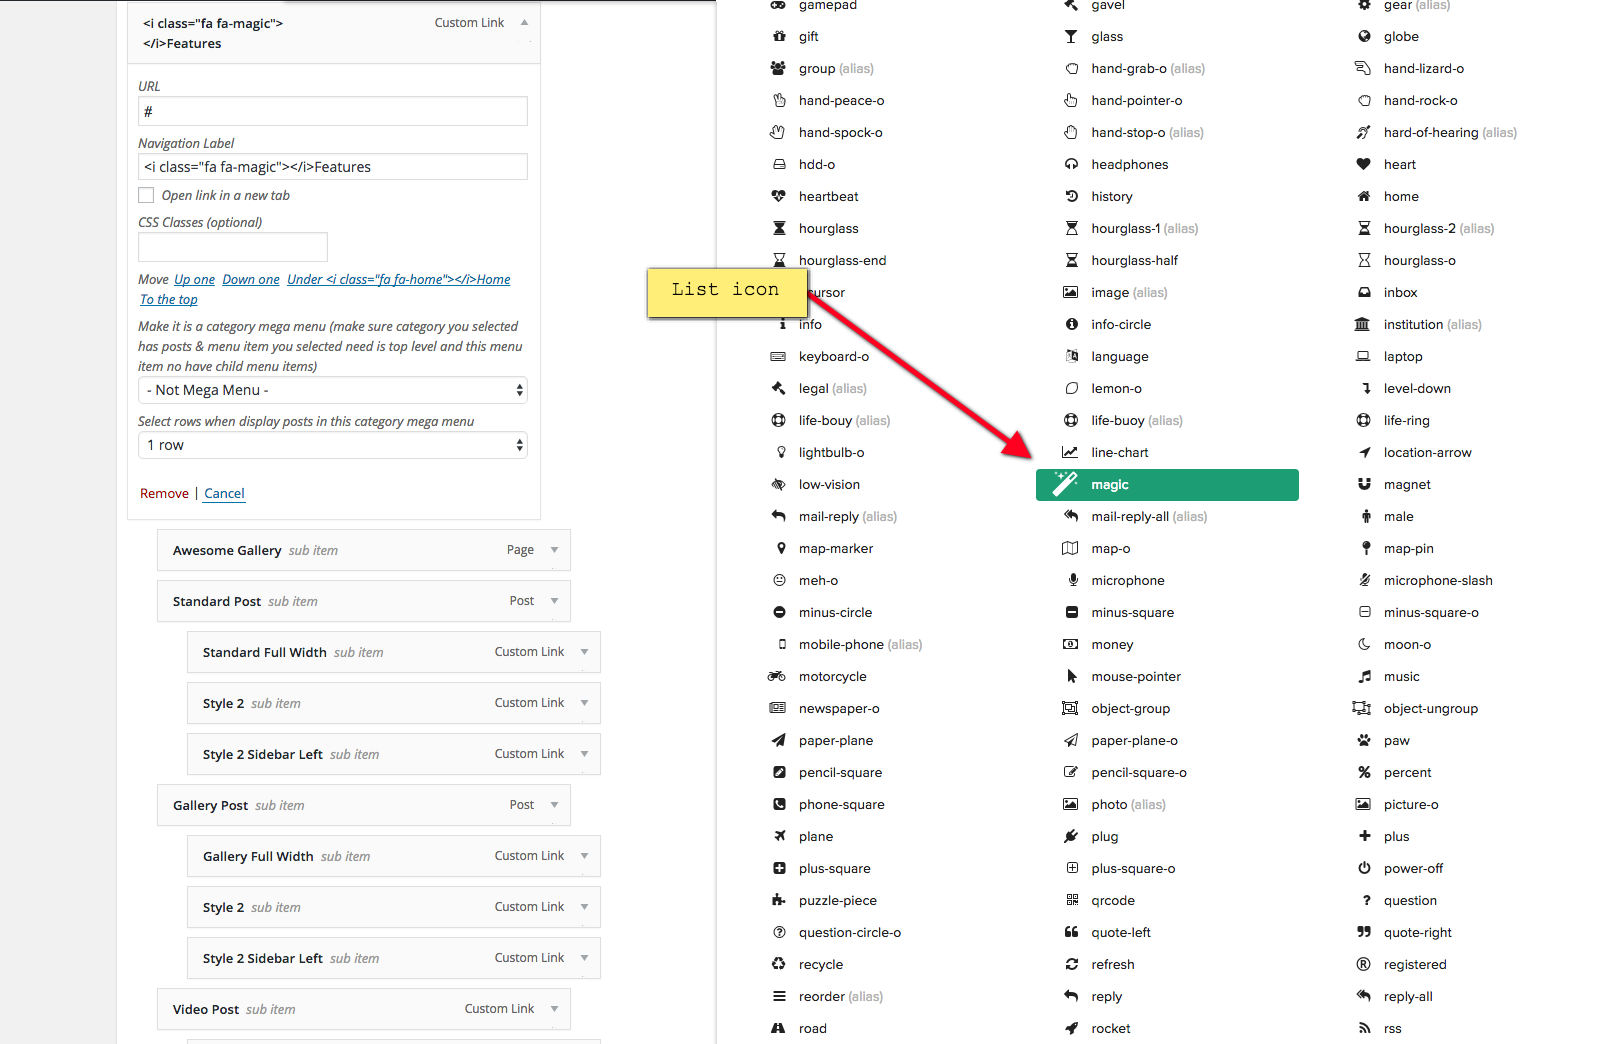 <i class="fa fa-magic">
</i>Features
Custom Link
URL
#
Navigation Label
<i class="fa fa-magic"></i>Features
Open link in a new tab
CSS Classes (optional)
Move Up one Down one Under <i class="fa fa-home"></i>Home
To the top
Make it is a category mega menu (make sure category you selected
has posts & menu item you selected need is top level and this menu
item no have child menu items)
- Not Mega Menu -
Select rows when display posts in this category mega menu
1 row
Remove | Cancel
Awesome Gallery sub item Page
Standard Post sub item Post
Standard Full Width sub item Custom Link
Style 2 sub item Custom Link
Style 2 Sidebar Left sub item Custom Link
Gallery Post sub item Post
Gallery Full Width sub item Custom Link
Style 2 sub item Custom Link
Style 2 Sidebar Left sub item Custom Link
Video Post sub item Custom Link
List icon
gamepad gavel gear (alias)
gift glass globe
group (alias) hand-grab-o (alias) hand-lizard-o
hand-peace-o hand-pointer-o hand-rock-o
hand-spock-o hand-stop-o (alias) hard-of-hearing (alias)
hdd-o headphones heart
heartbeat history home
hourglass hourglass-1 (alias) hourglass-2 (alias)
hourglass-end hourglass-half hourglass-o
cursor image (alias) inbox
info info-circle institution (alias)
keyboard-o language laptop
legal (alias) lemon-o level-down
life-bouy (alias) life-buoy (alias) life-ring
lightbulb-o line-chart location-arrow
low-vision magic magnet
mail-reply (alias) mail-reply-all (alias) male
map-marker map-o map-pin
meh-o microphone microphone-slash
minus-circle minus-square minus-square-o
mobile-phone (alias) money moon-o
motorcycle mouse-pointer music
newspaper-o object-group object-ungroup
paper-plane paper-plane-o paw
pencil-square pencil-square-o percent
phone-square photo (alias) picture-o
plane plug plus
plus-square plus-square-o power-off
puzzle-piece qrcode question
question-circle-o quote-left quote-right
recycle refresh registered
reorder (alias) reply reply-all
road rocket rss